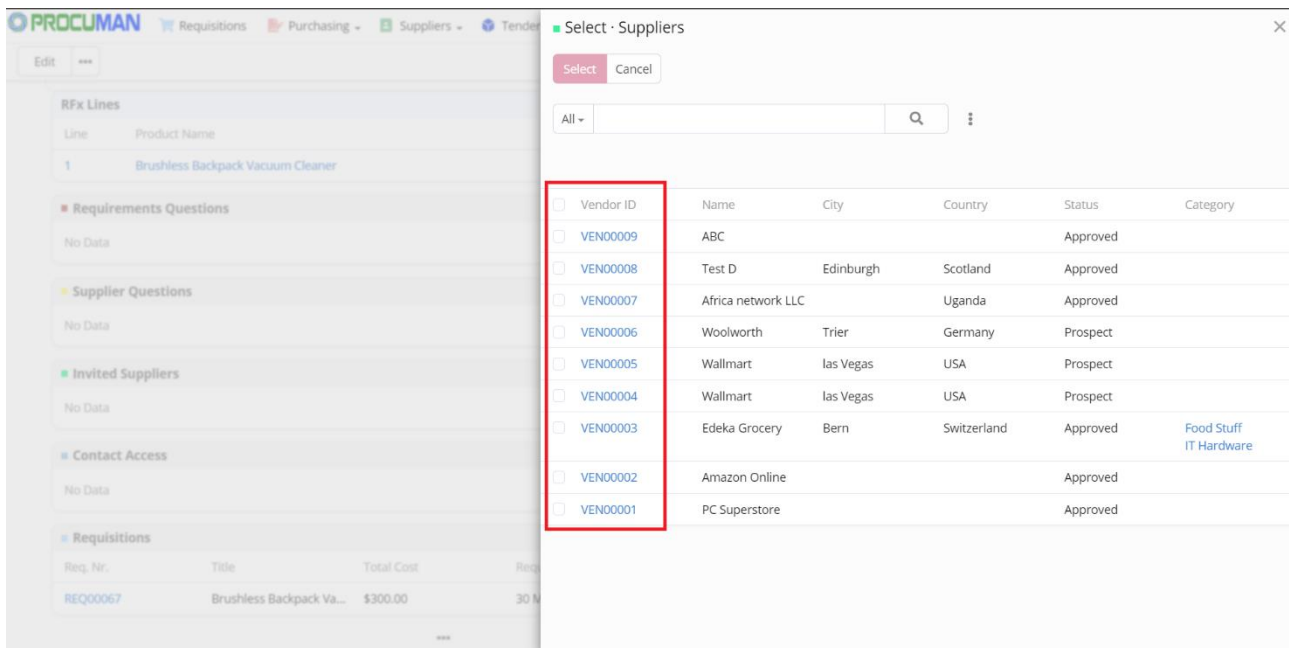 PROCUMAN Requisitions Purchasing Suppliers Tender
Edit
RFx Lines
Line Product Name
1 Brushless Backpack Vacuum Cleaner
Requirements Questions
No Data
Supplier Questions
No Data
Invited Suppliers
No Data
Contact Access
No Data
Requisitions
Req. Nr. Title Total Cost Requ
REQ00067 Brushless Backpack Va... $300.00 30 M
Select · Suppliers
Select Cancel
All
Vendor ID Name City Country Status Category
VEN00009 ABC Approved
VEN00008 Test D Edinburgh Scotland Approved
VEN00007 Africa network LLC Uganda Approved
VEN00006 Woolworth Trier Germany Prospect
VEN00005 Wallmart las Vegas USA Prospect
VEN00004 Wallmart las Vegas USA Prospect
VEN00003 Edeka Grocery Bern Switzerland Approved Food Stuff
IT Hardware
VEN00002 Amazon Online Approved
VEN00001 PC Superstore Approved